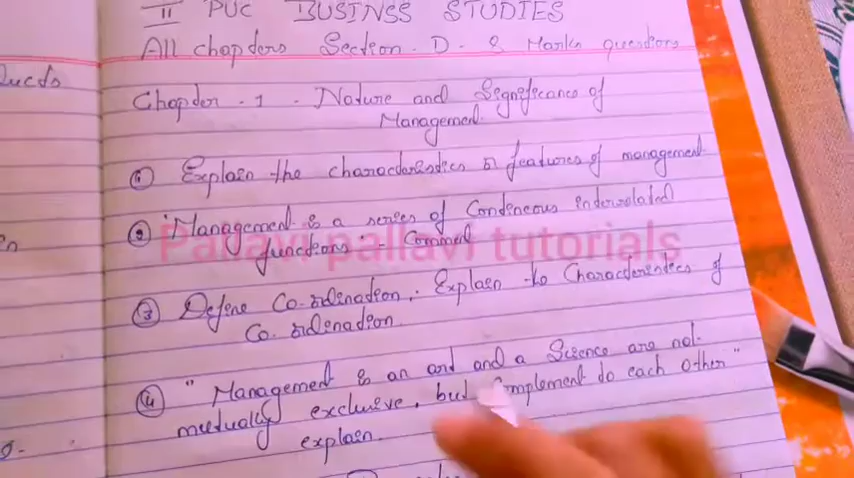 ucts
II PUC BUSINSS STUDIES
All chapters Section - D - 8 Marks questions
Chapter - 1 - Nature and Significance of
Management
① Explain the characteristics or features of management
② "Management is a series of Contineous interrelated
functions" - Comment
Pallavi pallavi tutorials
③ Define Co-ordination. Explain to Characteristics of
Co-ordination
④ "Management is an art and a Science are not
mutually exclusive, but Complement to each other"
explain